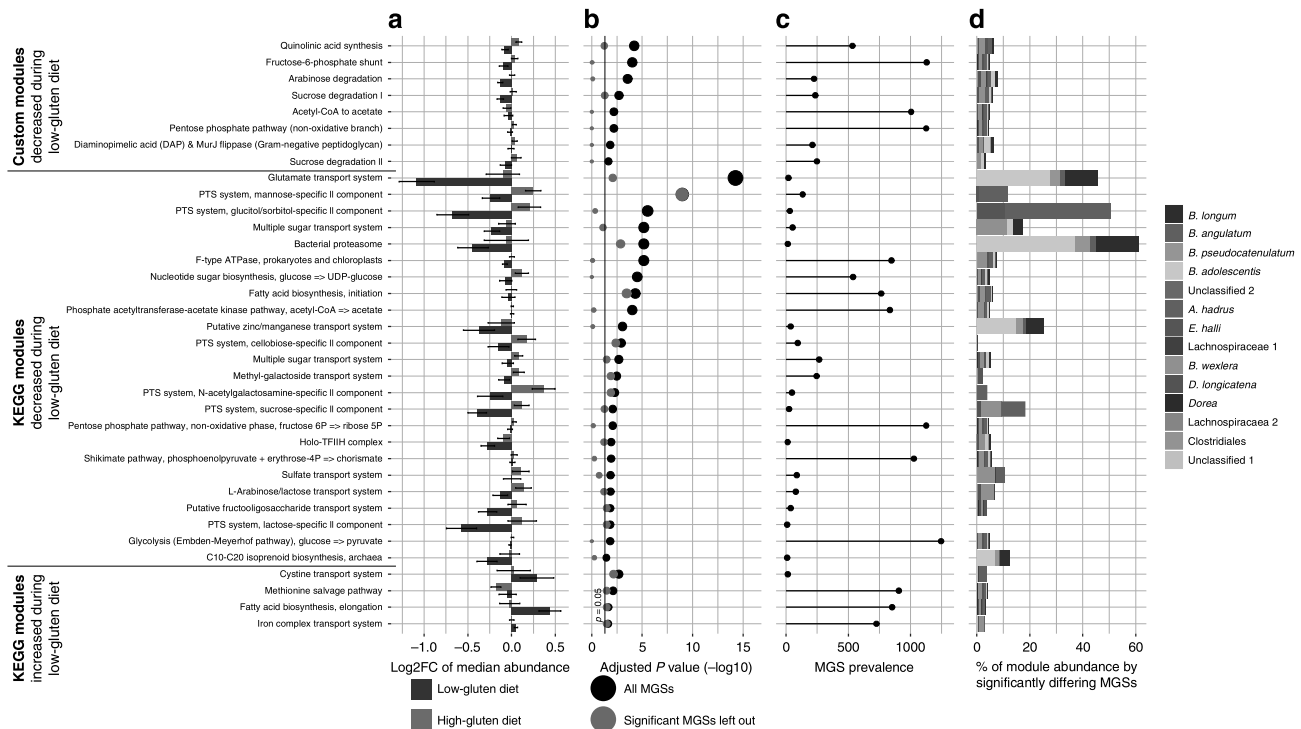 a
b
c
d
Custom modules
decreased during
low-gluten diet
Quinolinic acid synthesis
Fructose-6-phosphate shunt
Arabinose degradation
Sucrose degradation I
Acetyl-CoA to acetate
Pentose phosphate pathway (non-oxidative branch)
Diaminopimelic acid (DAP) & MurJ flippase (Gram-negative peptidoglycan)
Sucrose degradation II
KEGG modules
decreased during
low-gluten diet
Glutamate transport system
PTS system, mannose-specific II component
PTS system, glucitol/sorbitol-specific II component
Multiple sugar transport system
Bacterial proteasome
F-type ATPase, prokaryotes and chloroplasts
Nucleotide sugar biosynthesis, glucose => UDP-glucose
Fatty acid biosynthesis, initiation
Phosphate acetyltransferase-acetate kinase pathway, acetyl-CoA => acetate
Putative zinc/manganese transport system
PTS system, cellobiose-specific II component
Multiple sugar transport system
Methyl-galactoside transport system
PTS system, N-acetylgalactosamine-specific II component
PTS system, sucrose-specific II component
Pentose phosphate pathway, non-oxidative phase, fructose 6P => ribose 5P
Holo-TFIIH complex
Shikimate pathway, phosphoenolpyruvate + erythrose-4P => chorismate
Sulfate transport system
L-Arabinose/lactose transport system
Putative fructooligosaccharide transport system
PTS system, lactose-specific II component
Glycolysis (Embden-Meyerhof pathway), glucose => pyruvate
C10-C20 isoprenoid biosynthesis, archaea
KEGG modules
increased during
low-gluten diet
Cystine transport system
Methionine salvage pathway
Fatty acid biosynthesis, elongation
Iron complex transport system
p = 0.05
−1.0 −0.5 0.0 0.5
Log2FC of median abundance
Low-gluten diet
High-gluten diet
0 5 10 15
Adjusted P value (−log10)
All MGSs
Significant MGSs left out
0 500 1000
MGS prevalence
0 10 20 30 40 50 60
% of module abundance by
significantly differing MGSs
B. longum
B. angulatum
B. pseudocatenulatum
B. adolescentis
Unclassified 2
A. hadrus
E. halli
Lachnospiraceae 1
B. wexlera
D. longicatena
Dorea
Lachnospiracaea 2
Clostridiales
Unclassified 1